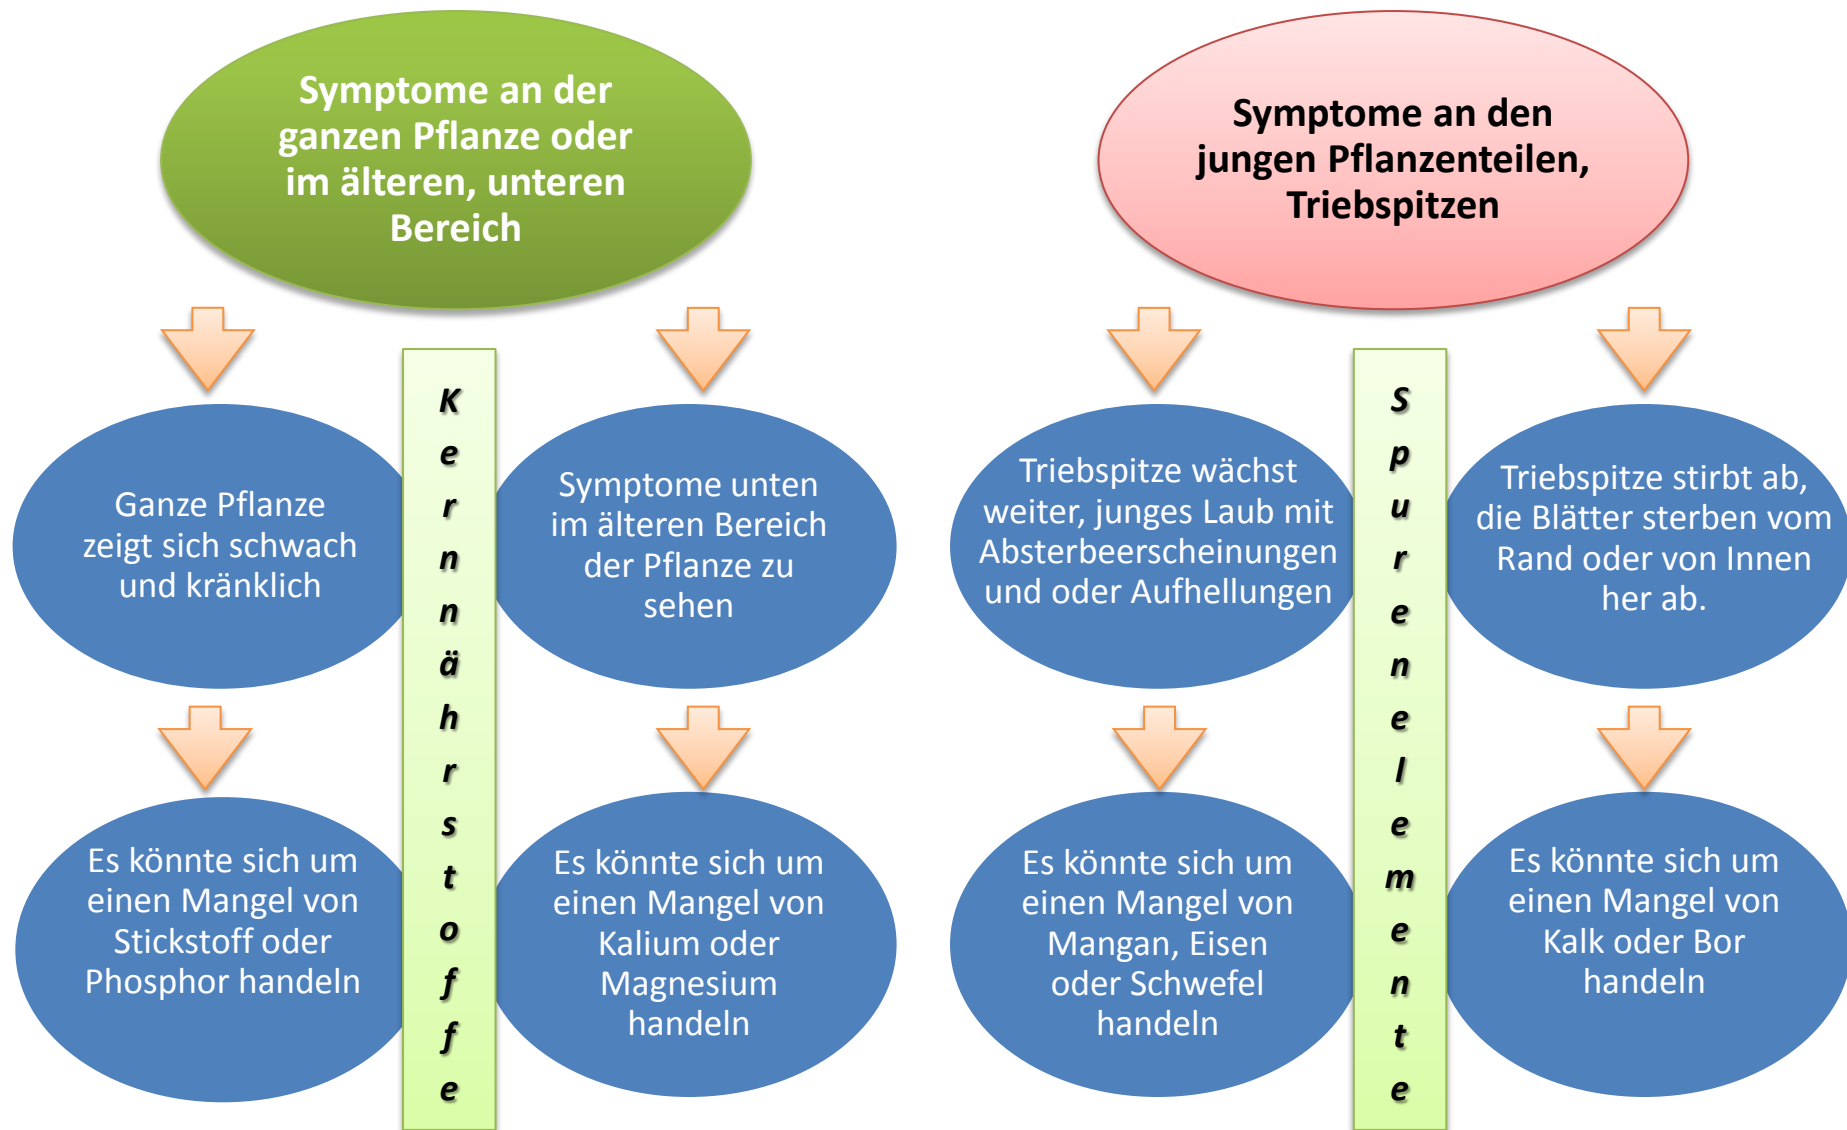 Symptome an der
ganzen Pflanze oder
im älteren, unteren
Bereich
Symptome an den
jungen Pflanzenteilen,
Triebspitzen
Kernnährstoffe
Ganze Pflanze
zeigt sich schwach
und kränklich
Symptome unten
im älteren Bereich
der Pflanze zu
sehen
Es könnte sich um
einen Mangel von
Stickstoff oder
Phosphor handeln
Es könnte sich um
einen Mangel von
Kalium oder
Magnesium
handeln
Spurenelemente
Triebspitze wächst
weiter, junges Laub mit
Absterbeerscheinungen
und oder Aufhellungen
Triebspitze stirbt ab,
die Blätter sterben vom
Rand oder von Innen
her ab.
Es könnte sich um
einen Mangel von
Mangan, Eisen
oder Schwefel
handeln
Es könnte sich um
einen Mangel von
Kalk oder Bor
handeln